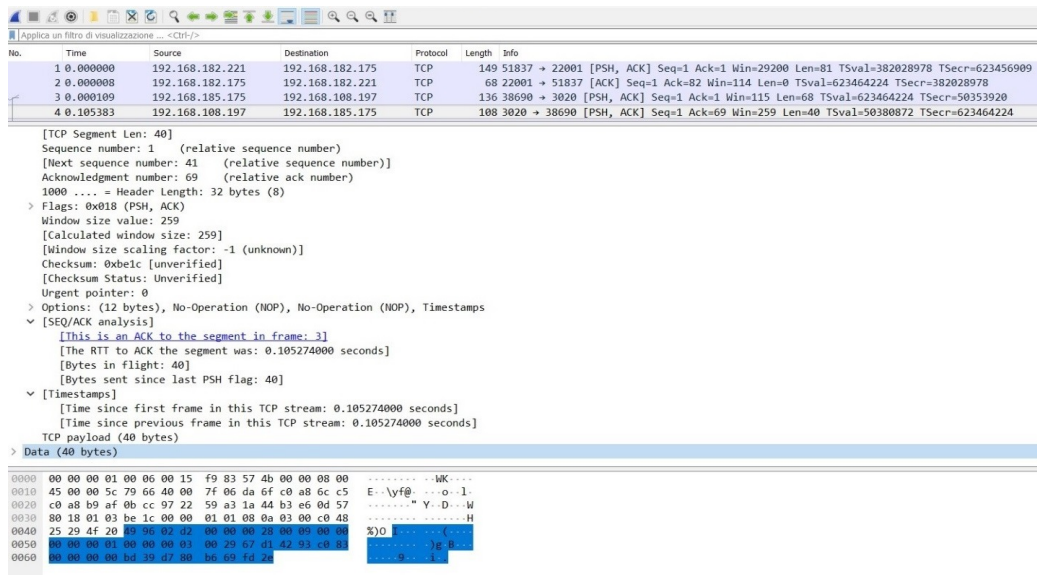 Applica un filtro di visualizzazione ... <Ctrl-/>
No. Time Source Destination Protocol Length Info
1 0.000000 192.168.182.221 192.168.182.175 TCP 149 51837 → 22001 [PSH, ACK] Seq=1 Ack=1 Win=29200 Len=81 TSval=382028978 TSecr=623456909
2 0.000008 192.168.182.175 192.168.182.221 TCP 68 22001 → 51837 [ACK] Seq=1 Ack=82 Win=114 Len=0 TSval=623464224 TSecr=382028978
3 0.000109 192.168.185.175 192.168.108.197 TCP 136 38690 → 3020 [PSH, ACK] Seq=1 Ack=1 Win=115 Len=68 TSval=623464224 TSecr=50353920
4 0.105383 192.168.108.197 192.168.185.175 TCP 108 3020 → 38690 [PSH, ACK] Seq=1 Ack=69 Win=259 Len=40 TSval=50380872 TSecr=623464224
[TCP Segment Len: 40]
Sequence number: 1 (relative sequence number)
[Next sequence number: 41 (relative sequence number)]
Acknowledgment number: 69 (relative ack number)
1000 .... = Header Length: 32 bytes (8)
> Flags: 0x018 (PSH, ACK)
Window size value: 259
[Calculated window size: 259]
[Window size scaling factor: -1 (unknown)]
Checksum: 0xbe1c [unverified]
[Checksum Status: Unverified]
Urgent pointer: 0
> Options: (12 bytes), No-Operation (NOP), No-Operation (NOP), Timestamps
[SEQ/ACK analysis]
[This is an ACK to the segment in frame: 3]
[The RTT to ACK the segment was: 0.105274000 seconds]
[Bytes in flight: 40]
[Bytes sent since last PSH flag: 40]
[Timestamps]
[Time since first frame in this TCP stream: 0.105274000 seconds]
[Time since previous frame in this TCP stream: 0.105274000 seconds]
TCP payload (40 bytes)
> Data (40 bytes)
0000 00 00 00 01 00 06 00 15 f9 83 57 4b 00 00 08 00 ········ ··WK····
0010 45 00 00 5c 79 66 40 00 7f 06 da 6f c0 a8 6c c5 E··\yf@· ···o··l·
0020 c0 a8 b9 af 0b cc 97 22 59 a3 1a 44 b3 e6 0d 57 ·······" Y··D···W
0030 80 18 01 03 be 1c 00 00 01 01 08 0a 03 00 c0 48 ········ ·······H
0040 25 29 4f 20 49 96 02 d2 00 00 00 28 00 09 00 00 %)O I··· ···(····
0050 00 00 00 01 00 00 00 03 00 29 67 d1 42 93 c0 83 ········ ·)g·B···
0060 00 00 00 00 bd 39 d7 80 b6 69 fd 2e ·····9·· ·i·.